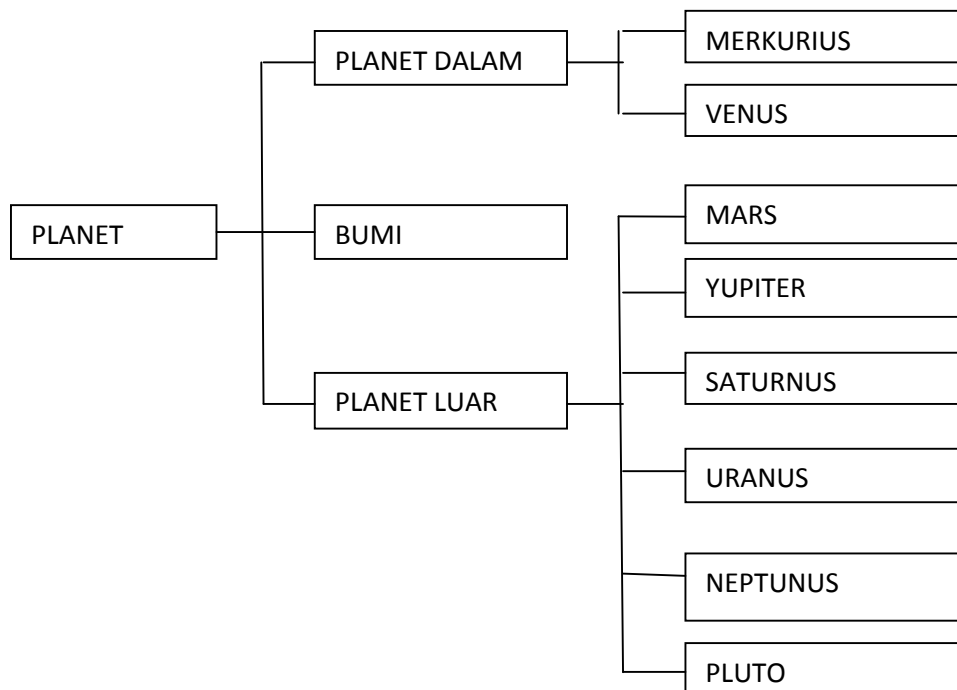 PLANET
PLANET DALAM
MERKURIUS
VENUS
BUMI
PLANET LUAR
MARS
YUPITER
SATURNUS
URANUS
NEPTUNUS
PLUTO